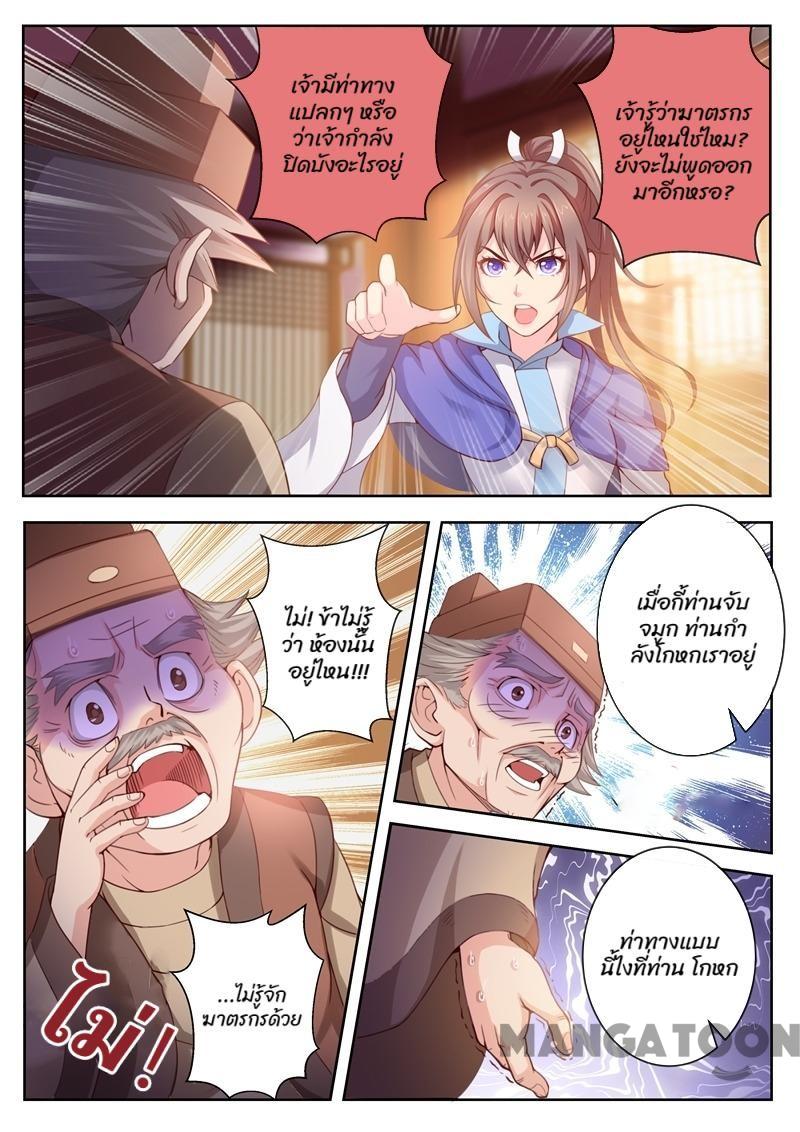 เจ้ามีท่าทาง
แปลกๆ หรือ
ว่าเจ้ากำลัง
ปิดบังอะไรอยู่
เจ้ารู้ว่าฆาตรกร
อยู่ไหนใช่ไหม?
ยังจะไม่พูดออก
มาอีกหรอ?
ไม่! ข้าไม่รู้
ว่า ห้องนั้น
อยู่ไหน!!!
...ไม่รู้จัก
ฆาตรกรด้วย
ไม่!
เมื่อกี้ท่านจับ
จมูก ท่านกำ
ลังโกหกเราอยู่
ท่าทางแบบ
นี้ไงที่ท่าน โกหก
MANGATOON